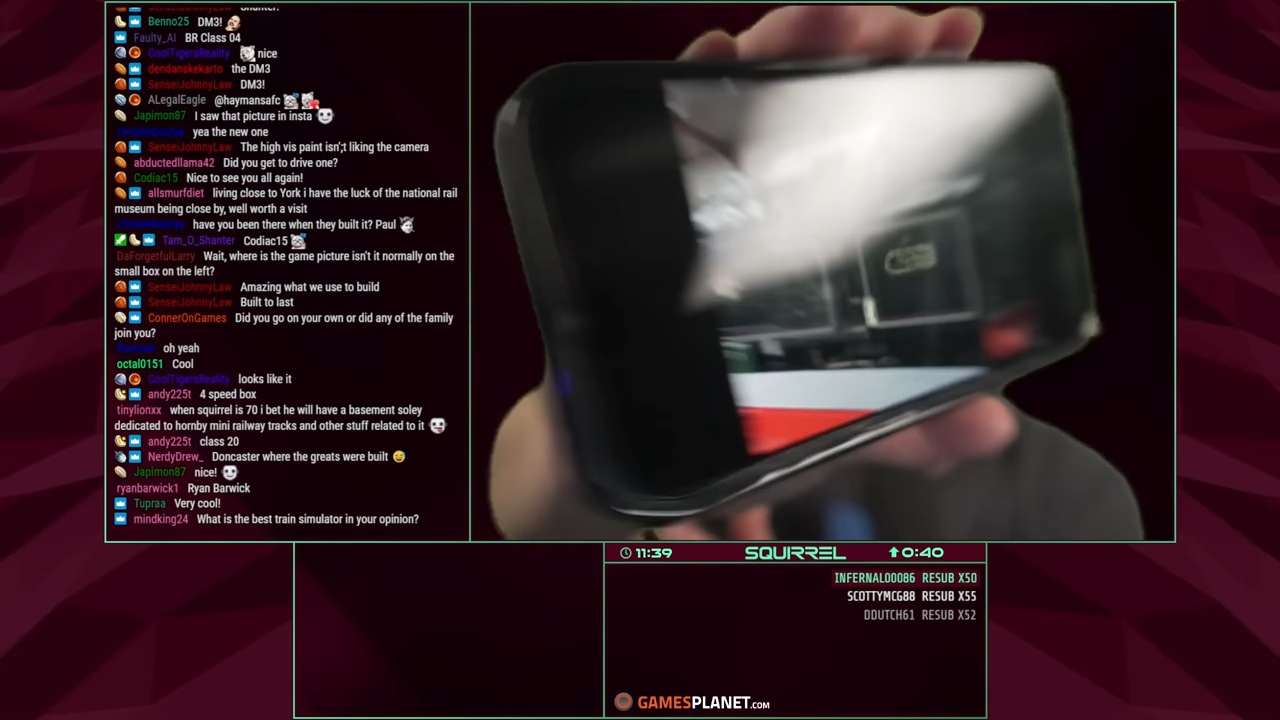 Benno25 DM3!
Faulty_AI BR Class 04
CoolTigersReality nice
dendanskekarto the DM3
SenseiJohnnyLaw DM3!
ALegalEagle @haymansafc
Japimon87 I saw that picture in insta
yea the new one
SenseiJohnnyLaw The high vis paint isn';t liking the camera
abductedllama42 Did you get to drive one?
Codiac15 Nice to see you all again!
allsmurfdiet living close to York i have the luck of the national rail
museum being close by, well worth a visit
have you been there when they built it? Paul
Tam_O_Shanter Codiac15
DaForgetfulLarry Wait, where is the game picture isn't it normally on the
small box on the left?
SenseiJohnnyLaw Amazing what we use to build
SenseiJohnnyLaw Built to last
ConnerOnGames Did you go on your own or did any of the family
join you?
oh yeah
octal0151 Cool
CoolTigersReality looks like it
andy225t 4 speed box
tinylionxx when squirrel is 70 i bet he will have a basement soley
dedicated to hornby mini railway tracks and other stuff related to it
andy225t class 20
NerdyDrew_ Doncaster where the greats were built
Japimon87 nice!
ryanbarwick1 Ryan Barwick
Tupraa Very cool!
mindking24 What is the best train simulator in your opinion?
11:39 SQUIRREL 0:40
INFERNAL00086 RESUB X50
SCOTTYMCG88 RESUB X55
DDUTCH61 RESUB X52
GAMESPLANET.COM